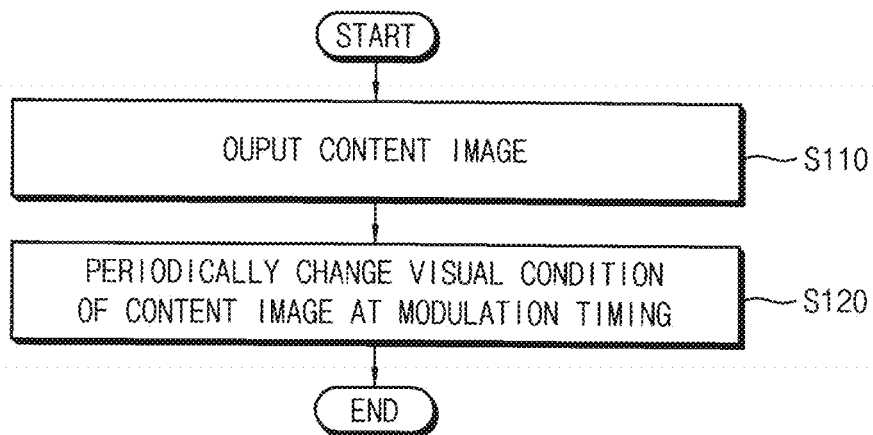 START
OUPUT CONTENT IMAGE
S110
PERIODICALLY CHANGE VISUAL CONDITION
OF CONTENT IMAGE AT MODULATION TIMING
S120
END